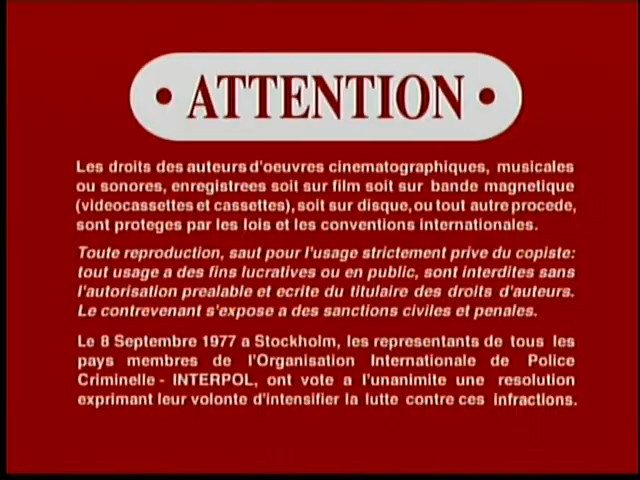 • ATTENTION •
Les droits des auteurs d'oeuvres cinematographiques, musicales
ou sonores, enregistrees soit sur film soit sur bande magnetique
(videocassettes et cassettes), soit sur disque, ou tout autre procede,
sont proteges par les lois et les conventions internationales.
Toute reproduction, saut pour l'usage strictement prive du copiste:
tout usage a des fins lucratives ou en public, sont interdites sans
l'autorisation prealable et ecrite du titulaire des droits d'auteurs.
Le contrevenant s'expose a des sanctions civiles et penales.
Le 8 Septembre 1977 a Stockholm, les representants de tous les
pays membres de l'Organisation Internationale de Police
Criminelle - INTERPOL, ont vote a l'unanimite une resolution
exprimant leur volonte d'intensifier la lutte contre ces infractions.